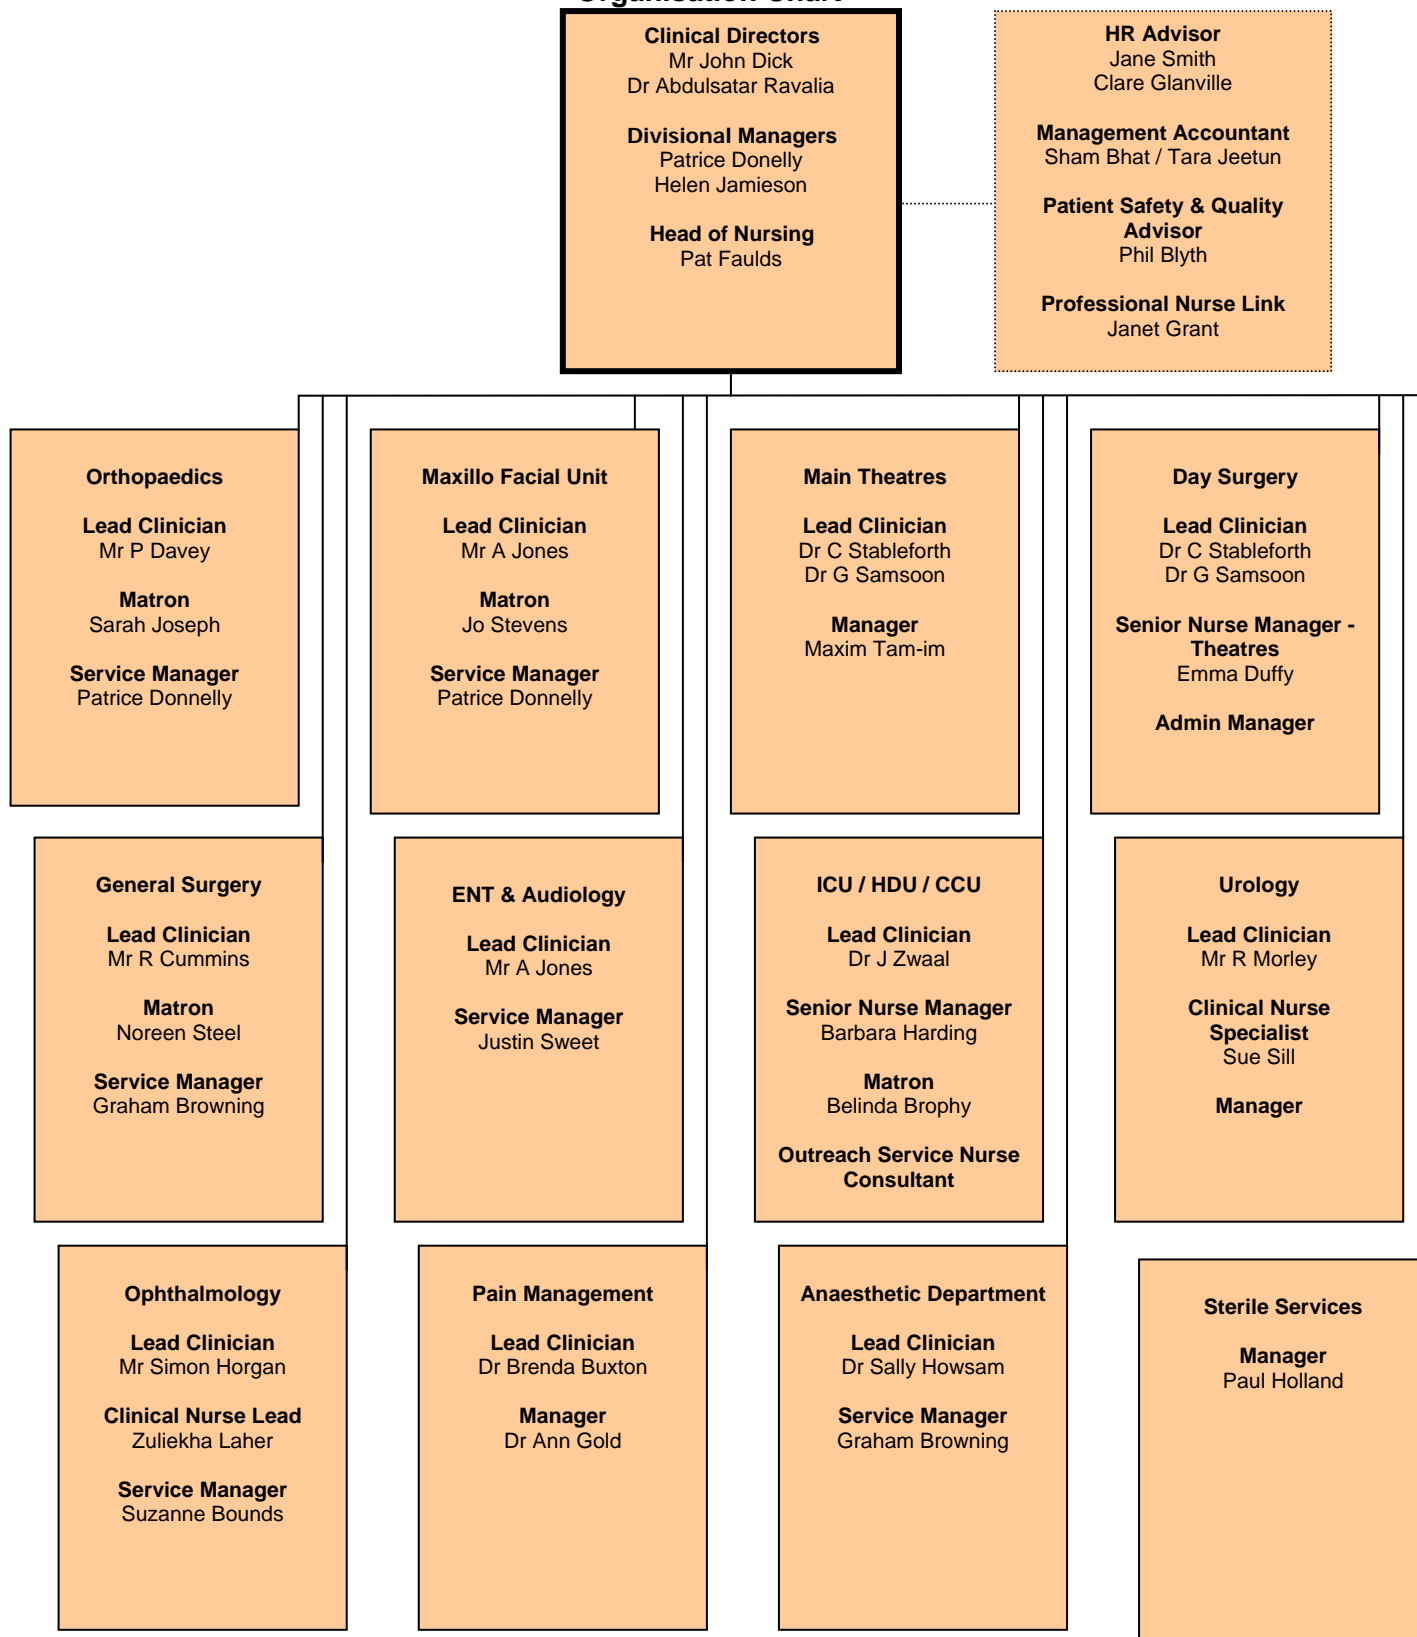 Organisation Chart
Clinical Directors
Mr John Dick
Dr Abdulsatar Ravalia
Divisional Managers
Patrice Donelly
Helen Jamieson
Head of Nursing
Pat Faulds
HR Advisor
Jane Smith
Clare Glanville
Management Accountant
Sham Bhat / Tara Jeetun
Patient Safety & Quality
Advisor
Phil Blyth
Professional Nurse Link
Janet Grant
Orthopaedics
Lead Clinician
Mr P Davey
Matron
Sarah Joseph
Service Manager
Patrice Donnelly
Maxillo Facial Unit
Lead Clinician
Mr A Jones
Matron
Jo Stevens
Service Manager
Patrice Donnelly
Main Theatres
Lead Clinician
Dr C Stableforth
Dr G Samsoon
Manager
Maxim Tam-im
Day Surgery
Lead Clinician
Dr C Stableforth
Dr G Samsoon
Senior Nurse Manager -
Theatres
Emma Duffy
Admin Manager
General Surgery
Lead Clinician
Mr R Cummins
Matron
Noreen Steel
Service Manager
Graham Browning
ENT & Audiology
Lead Clinician
Mr A Jones
Service Manager
Justin Sweet
ICU / HDU / CCU
Lead Clinician
Dr J Zwaal
Senior Nurse Manager
Barbara Harding
Matron
Belinda Brophy
Outreach Service Nurse
Consultant
Urology
Lead Clinician
Mr R Morley
Clinical Nurse
Specialist
Sue Sill
Manager
Ophthalmology
Lead Clinician
Mr Simon Horgan
Clinical Nurse Lead
Zuliekha Laher
Service Manager
Suzanne Bounds
Pain Management
Lead Clinician
Dr Brenda Buxton
Manager
Dr Ann Gold
Anaesthetic Department
Lead Clinician
Dr Sally Howsam
Service Manager
Graham Browning
Sterile Services
Manager
Paul Holland